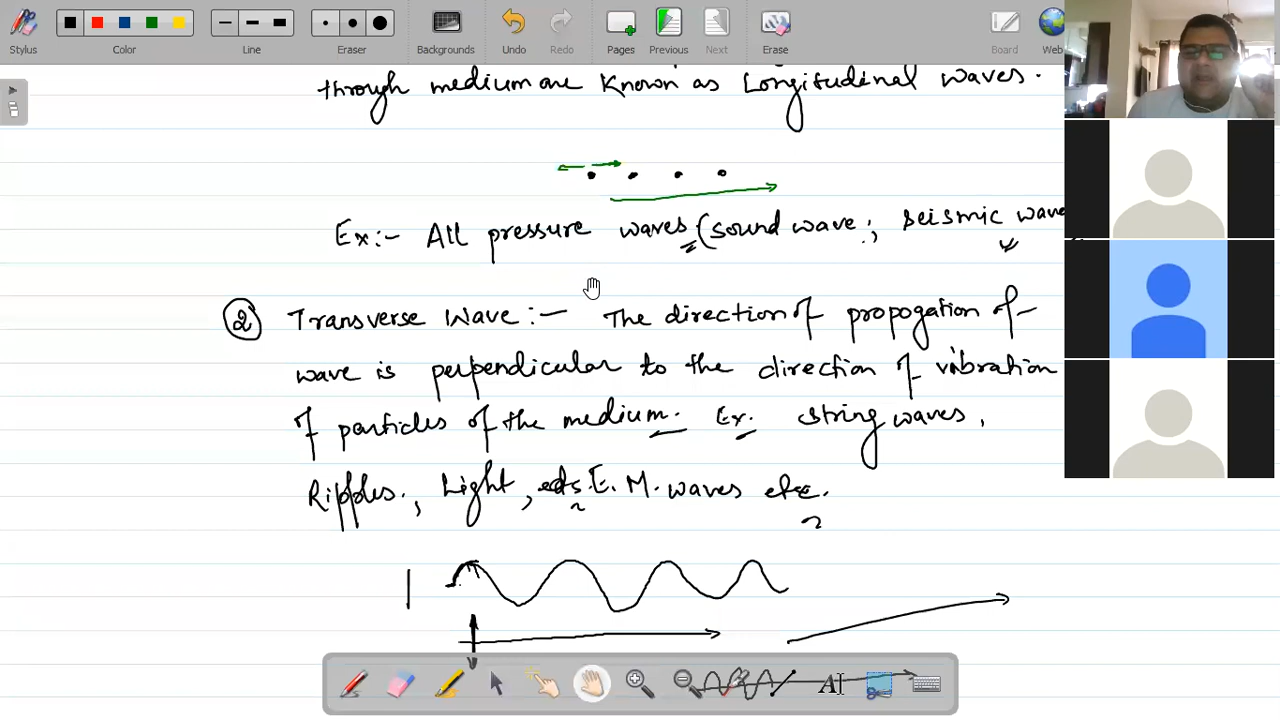 Stylus
Color
Line
Eraser
Backgrounds
Undo
Redo
Pages
Previous
Next
Erase
Board
Web
through medium are Known as Longitudinal waves.
Ex:- All pressure waves (sound wave ; seismic wave
② Transverse Wave :- The direction of propogation of
wave is perpendicular to the direction of vibration
of particles of the medium. Ex. string waves,
Ripples., Light, E.M. waves etc.